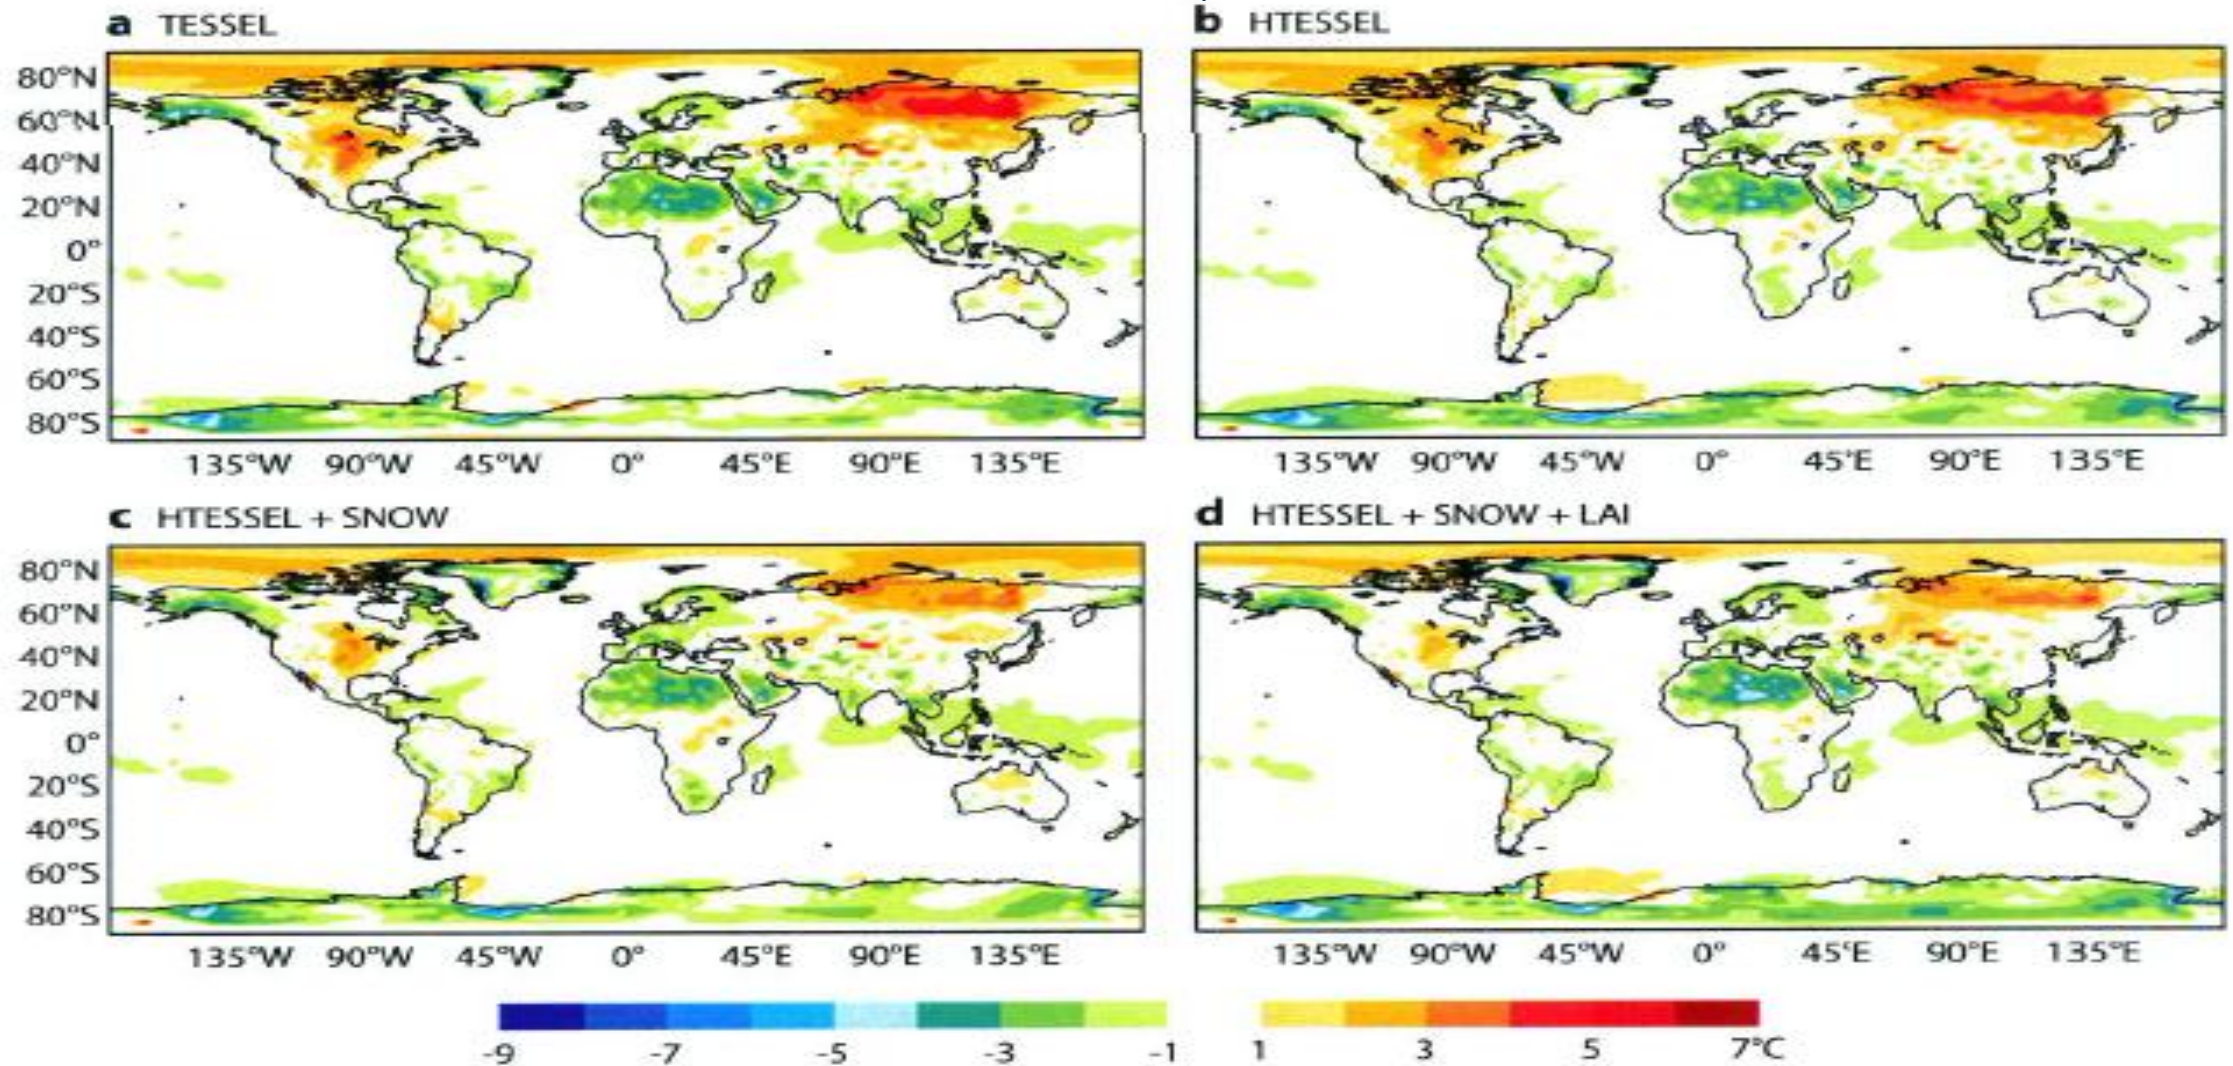 a TESSEL
b HTESSEL
80°N
60°N
40°N
20°N
0°
20°S
40°S
60°S
80°S
135°W 90°W 45°W 0° 45°E 90°E 135°E
135°W 90°W 45°W 0° 45°E 90°E 135°E
c HTESSEL + SNOW
d HTESSEL + SNOW + LAI
80°N
60°N
40°N
20°N
0°
20°S
40°S
60°S
80°S
135°W 90°W 45°W 0° 45°E 90°E 135°E
135°W 90°W 45°W 0° 45°E 90°E 135°E
-9 -7 -5 -3 -1 1 3 5 7°C